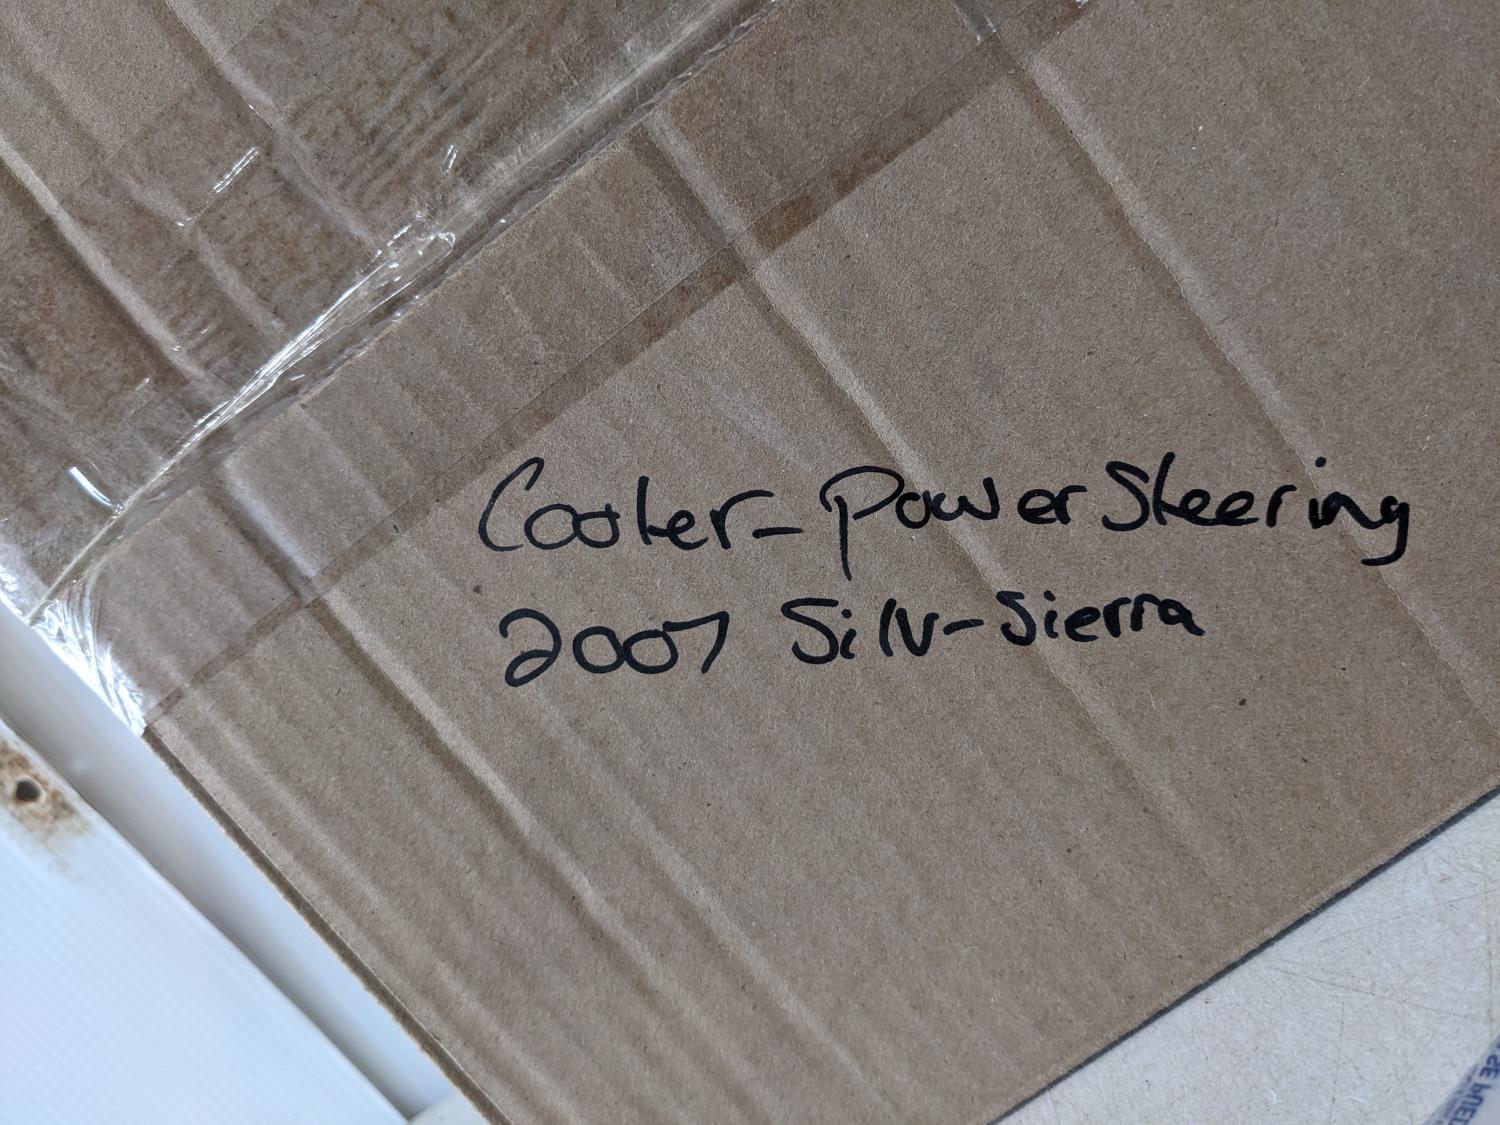 Cooler-Power Steering
2007 Silv-Sierra